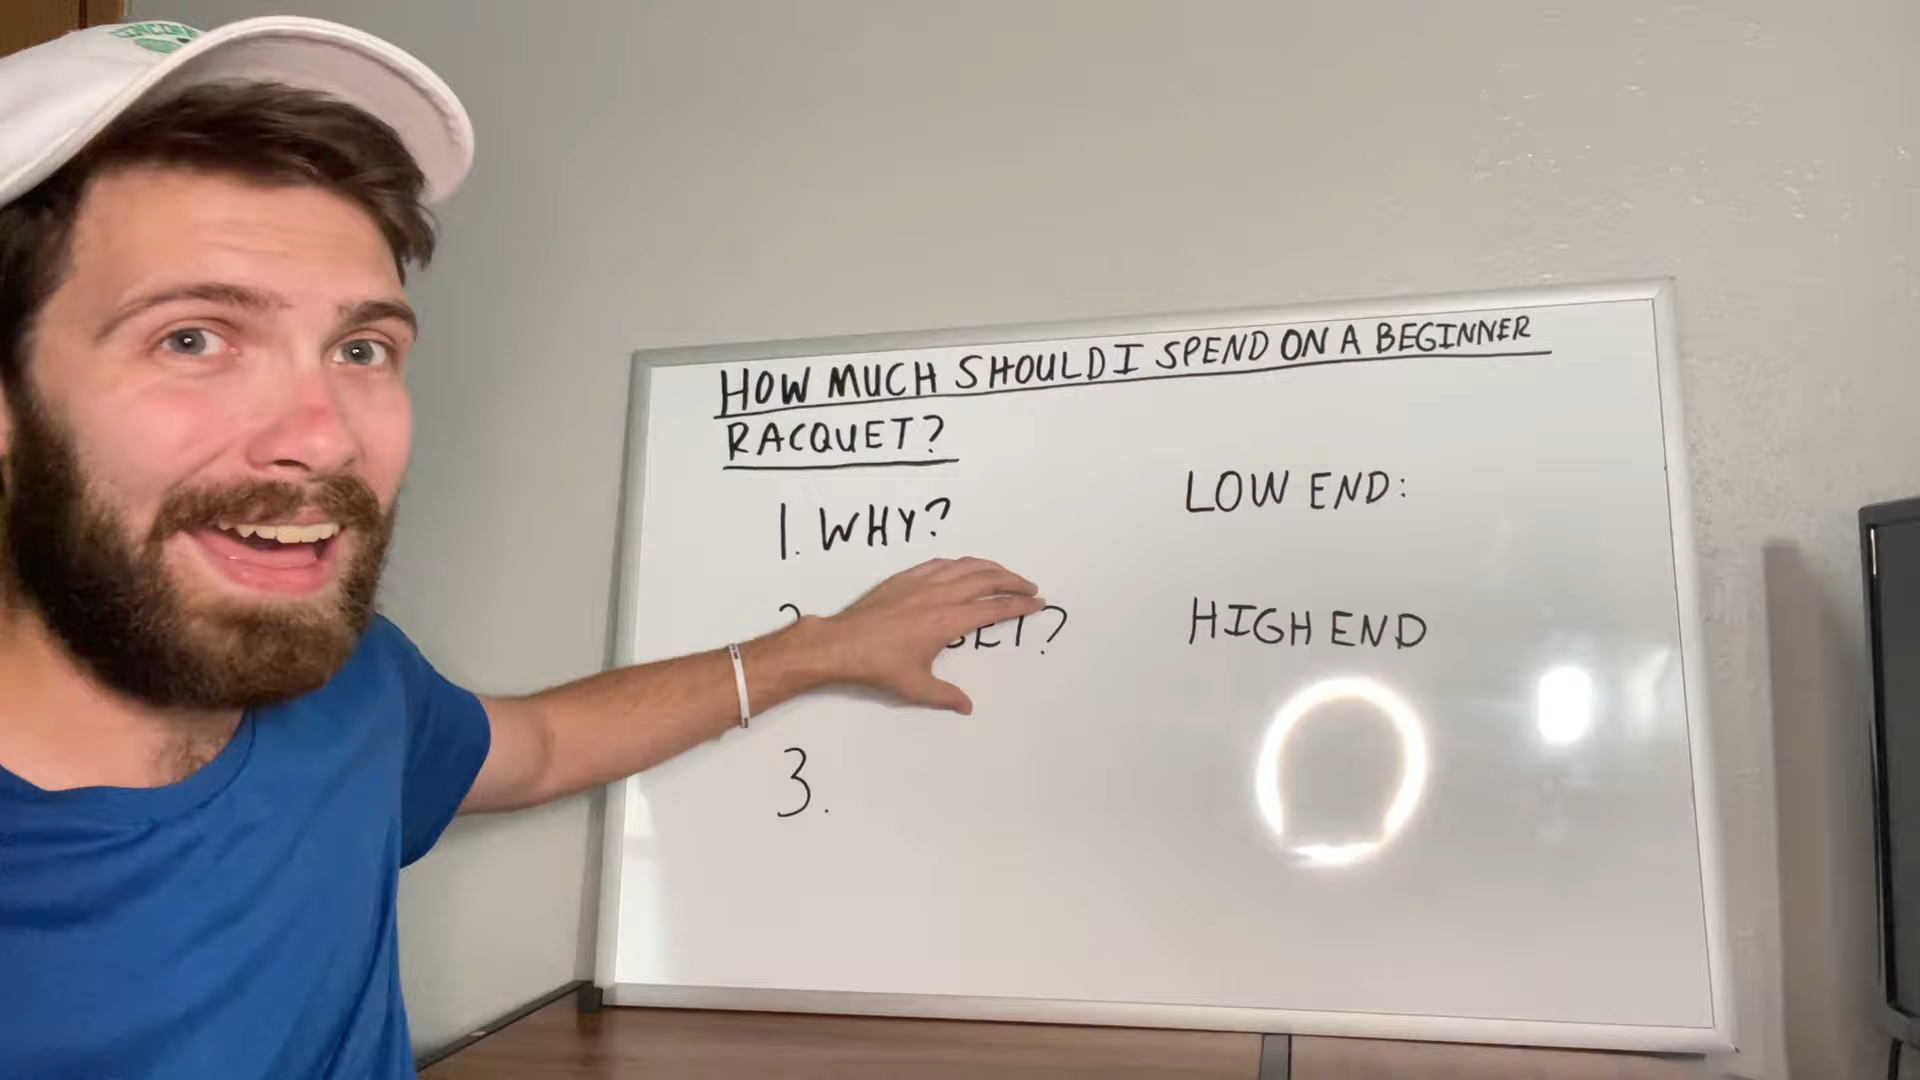 HOW MUCH SHOULD I SPEND ON A BEGINNER
RACQUET?
1. WHY?
3.
LOW END:
HIGH END